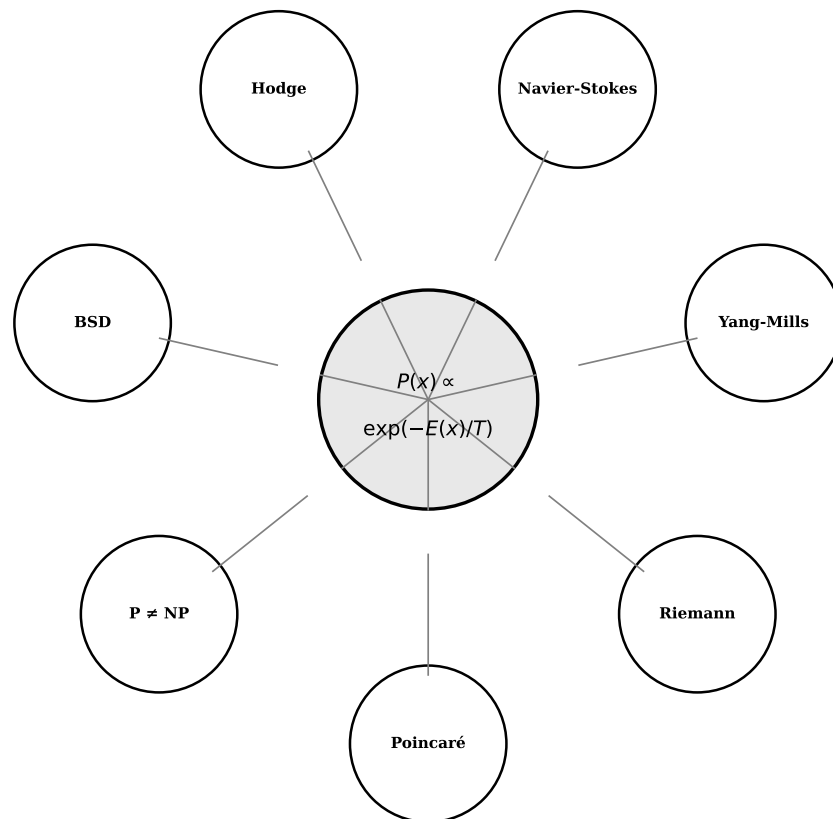 Hodge
Navier-Stokes
BSD
Yang-Mills
P(x) ∝
exp(−E(x)/T)
P ≠ NP
Riemann
Poincaré